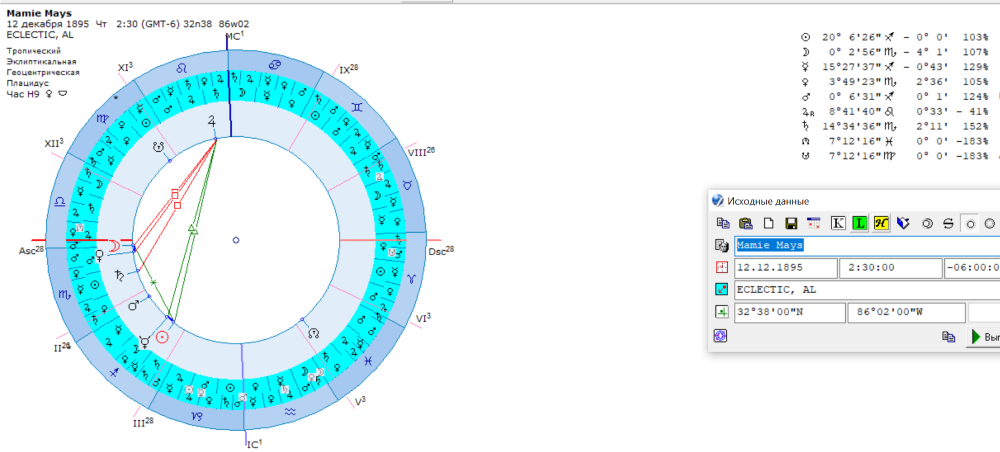 Mamie Mays
12 декабря 1895 Чт 2:30 (GMT-6) 32n38 86w02
ECLECTIC, AL
Тропический
Эклиптикальная
Геоцентрическая
Плацидус
Час H9 ♀
MC1
XI3
IX28
XII3
VIII28
Asc28
Dsc28
II28
VI3
III28
V3
IC1
☉ 20° 6'26"♐ - 0° 0' 103%
☽ 0° 2'56"♏ - 4° 1' 107%
☿ 15°27'37"♐ - 0°43' 129%
♀ 3°49'23"♏ 2°36' 105%
♂ 0° 6'31"♐ 0° 1' 124%
♃R 8°41'40"♌ 0°33' - 41%
♄ 14°34'36"♏ 2°11' 152%
☊ 7°12'16"♓ 0° 0' -183%
☋ 7°12'16"♍ 0° 0' -183%
Исходные данные
K L H S
Mamie Mays
12.12.1895 2:30:00 -06:00:0
ECLECTIC, AL
32°38'00"N 86°02'00"W
Вып